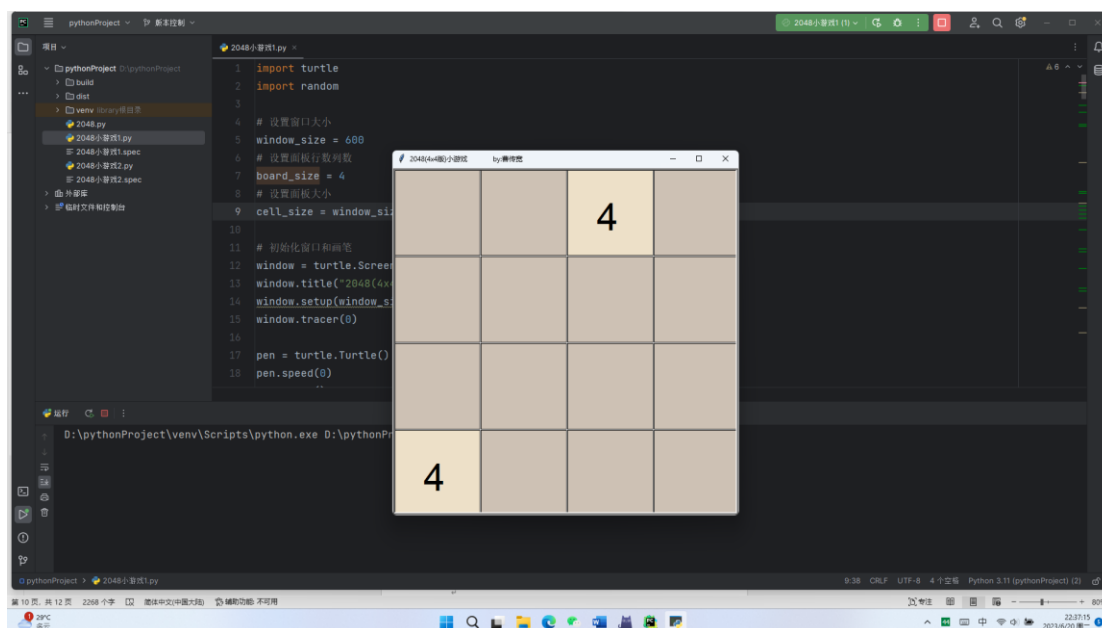 pythonProject 版本控制
2048小游戏1 (1)
项目
2048小游戏1.py
pythonProject D:\pythonProject
build
dist
venv library根目录
2048.py
2048小游戏1.py
2048小游戏1.spec
2048小游戏2.py
2048小游戏2.spec
外部库
临时文件和控制台
6
1 import turtle
2 import random
3
4 # 设置窗口大小
5 window_size = 600
6 # 设置面板行数列数
7 board_size = 4
8 # 设置面板大小
9 cell_size = window_siz
10
11 # 初始化窗口和画笔
12 window = turtle.Screen
13 window.title("2048(4x4
14 window.setup(window_si
15 window.tracer(0)
16
17 pen = turtle.Turtle()
18 pen.speed(0)
2048(4x4版)小游戏 by:
4
4
运行
D:\pythonProject\venv\Scripts\python.exe D:\pythonPr
pythonProject > 2048小游戏1.py
9:38 CRLF UTF-8 4 个空格 Python 3.11 (pythonProject) (2)
第 10 页, 共 12 页 2268 个字 简体中文(中国大陆) 辅助功能: 不可用
专注
80%
29°C
中
22:37:15
2023/6/20 周一